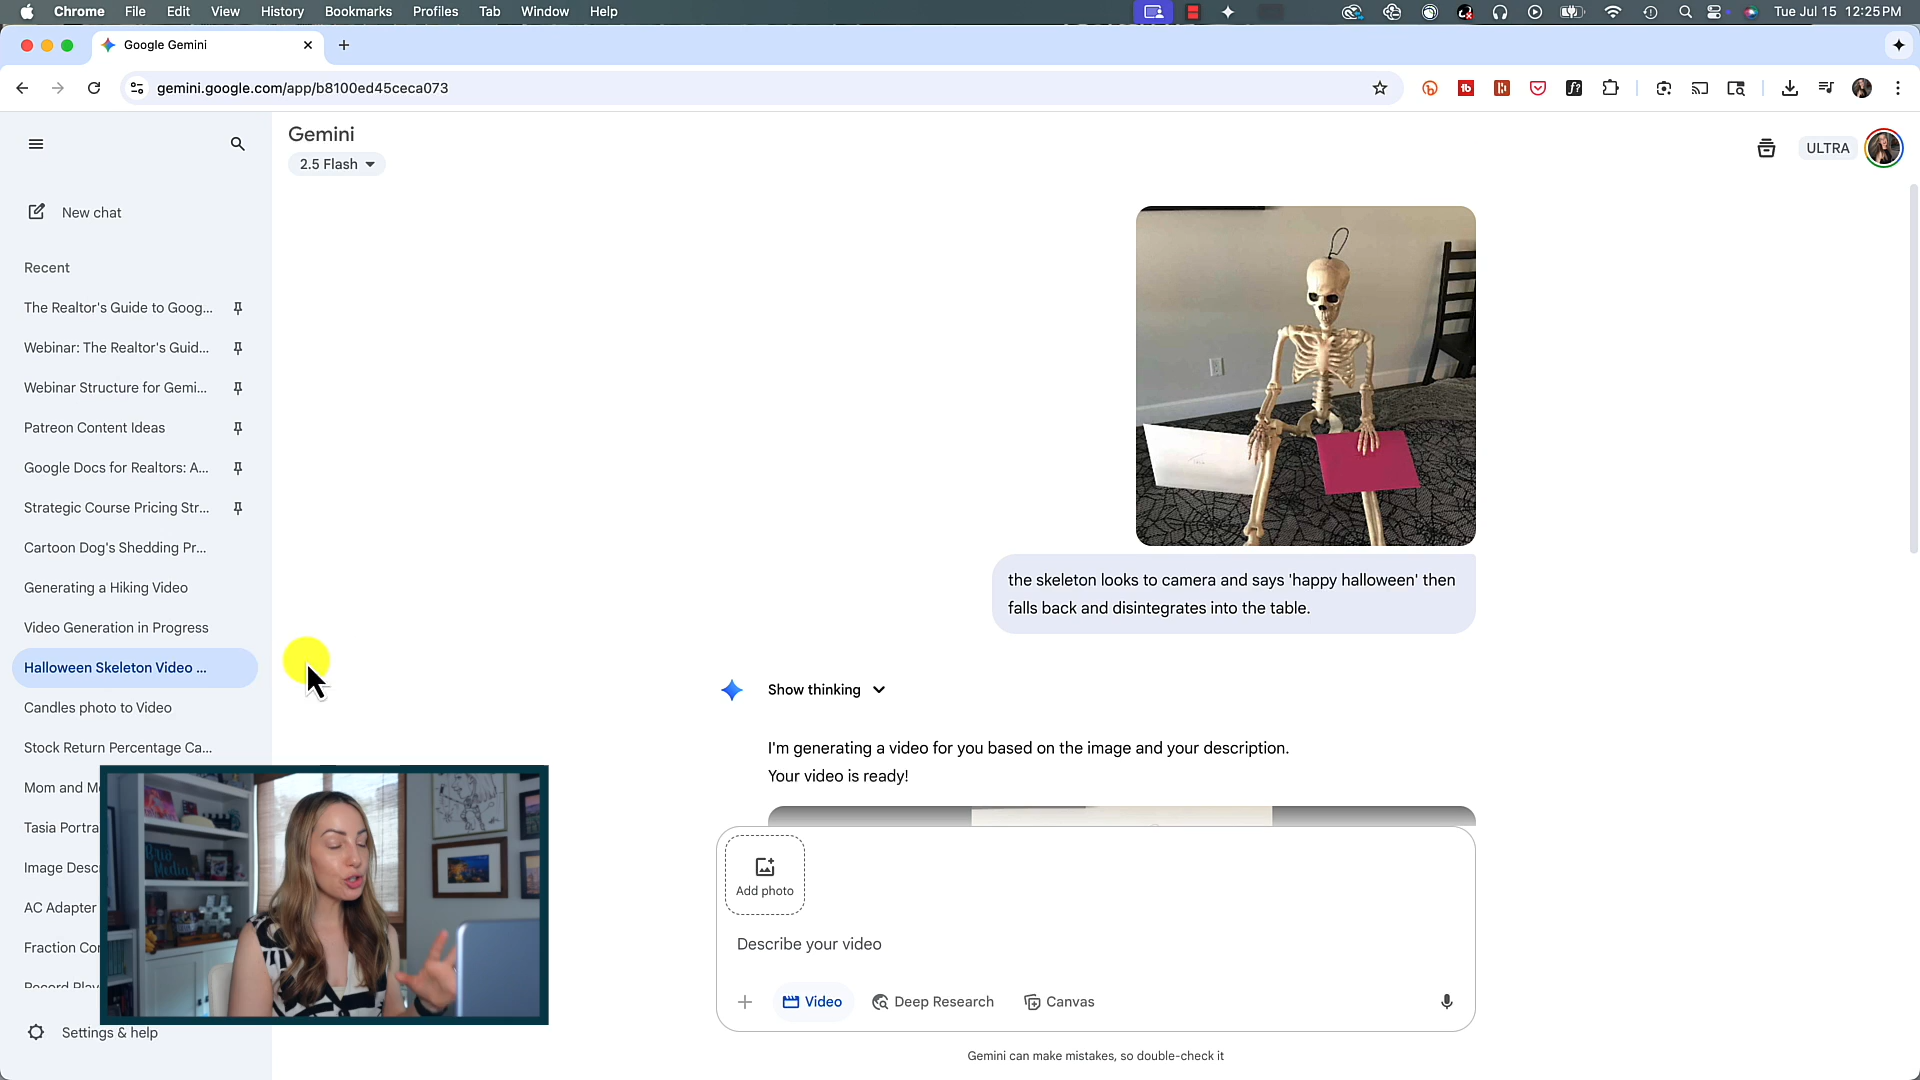 Chrome File Edit View History Bookmarks Profiles Tab Window Help
Tue Jul 15 12:25 PM
Google Gemini
gemini.google.com/app/b8100ed45ceca073
Gemini
2.5 Flash
ULTRA
New chat
Recent
The Realtor's Guide to Goog...
Webinar: The Realtor's Guid...
Webinar Structure for Gemi...
Patreon Content Ideas
Google Docs for Realtors: A...
Strategic Course Pricing Str...
Cartoon Dog's Shedding Pr...
Generating a Hiking Video
Video Generation in Progress
Halloween Skeleton Video ...
Candles photo to Video
Stock Return Percentage Ca...
Mom and
Tasia Portra
Image Desc
AC Adapter
Fraction Co
Settings & help
the skeleton looks to camera and says 'happy halloween' then
falls back and disintegrates into the table.
Show thinking
I'm generating a video for you based on the image and your description.
Your video is ready!
Add photo
Describe your video
Video Deep Research Canvas
Gemini can make mistakes, so double-check it